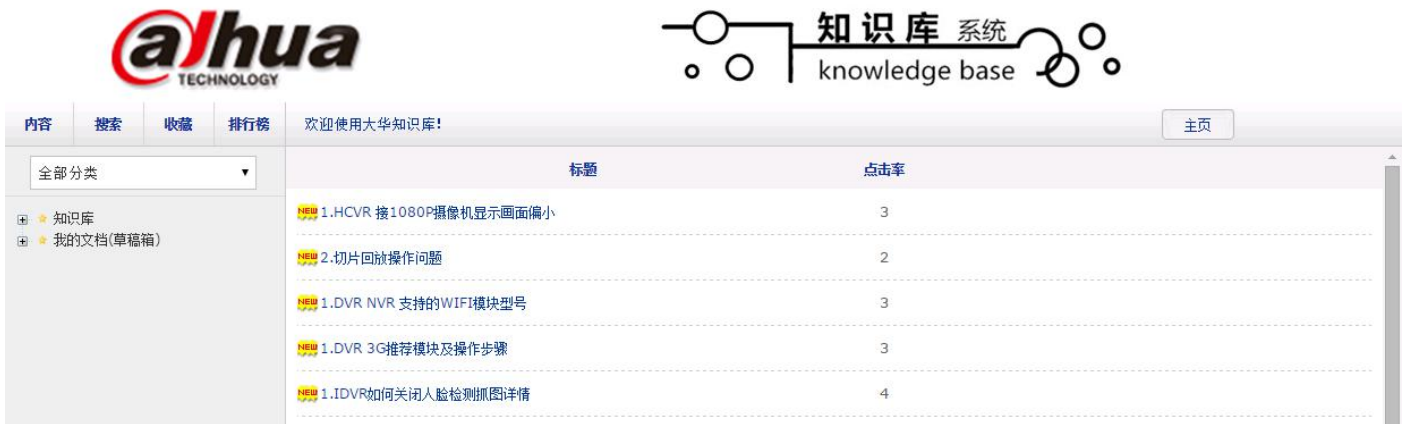 alhua
TECHNOLOGY
知识库 系统
knowledge base
内容 搜索 收藏 排行榜 欢迎使用大华知识库! 主页
全部分类
标题 点击率
知识库
我的文档(草稿箱)
NEW 1.HCVR 接1080P摄像机显示画面偏小 3
NEW 2.切片回放操作问题 2
NEW 1.DVR NVR 支持的WIFI模块型号 3
NEW 1.DVR 3G推荐模块及操作步骤 3
NEW 1.IDVR如何关闭人脸检测抓图详情 4